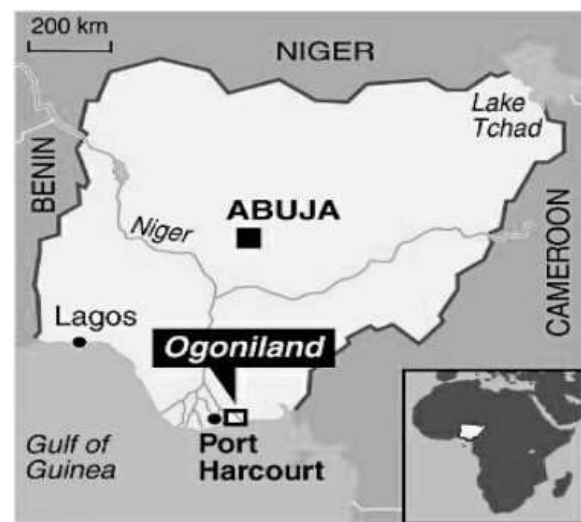 200 km
NIGER
Lake
Tchad
BENIN
ABUJA
Niger
CAMEROON
Lagos
Ogoniland
Gulf of
Guinea
Port
Harcourt